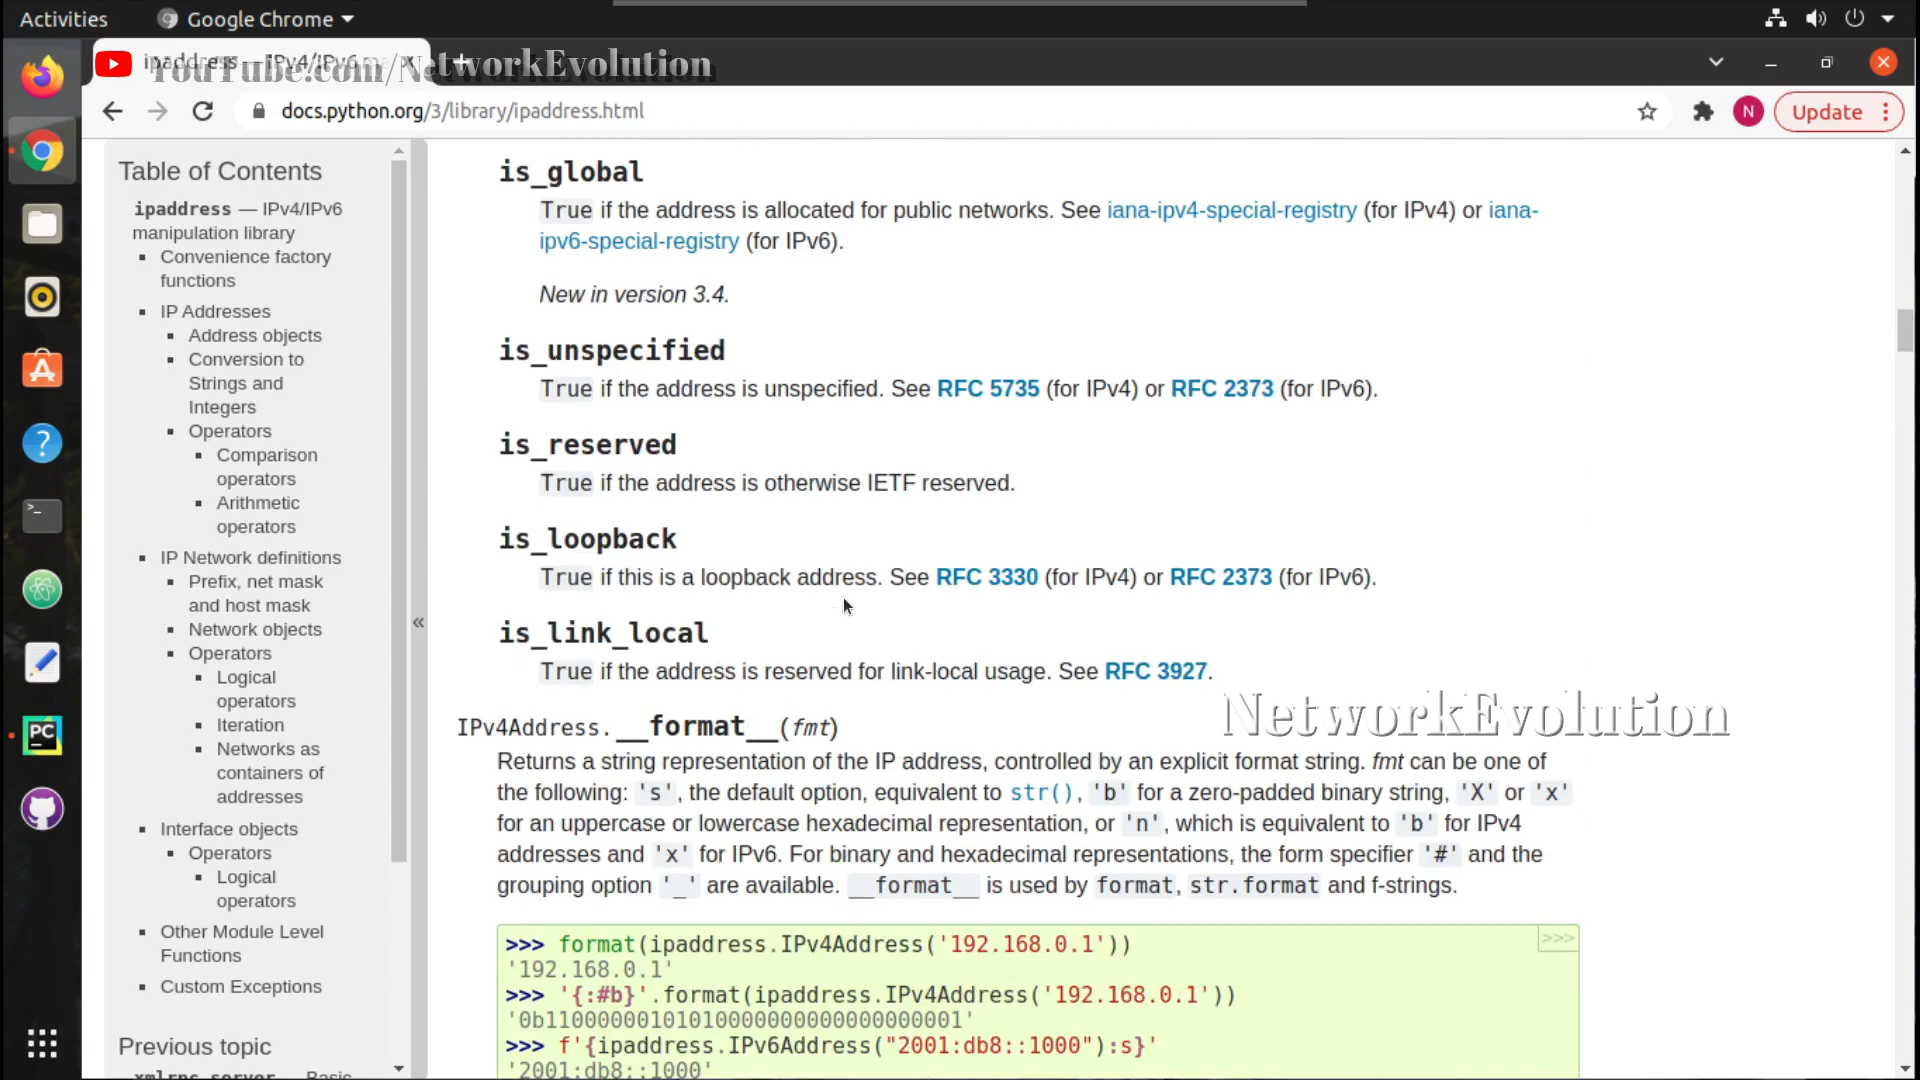 Activities
Google Chrome
ipaddress — IPv4/IPv6 ma
YouTube.com/NetworkEvolution
docs.python.org/3/library/ipaddress.html
N
Update
Table of Contents
ipaddress — IPv4/IPv6
manipulation library
Convenience factory
functions
IP Addresses
Address objects
Conversion to
Strings and
Integers
Operators
Comparison
operators
Arithmetic
operators
IP Network definitions
Prefix, net mask
and host mask
Network objects
Operators
Logical
operators
Iteration
Networks as
containers of
addresses
Interface objects
Operators
Logical
operators
Other Module Level
Functions
Custom Exceptions
Previous topic
xmlrpc.server — Basic
«
is_global
True if the address is allocated for public networks. See iana-ipv4-special-registry (for IPv4) or iana-
ipv6-special-registry (for IPv6).
New in version 3.4.
is_unspecified
True if the address is unspecified. See RFC 5735 (for IPv4) or RFC 2373 (for IPv6).
is_reserved
True if the address is otherwise IETF reserved.
is_loopback
True if this is a loopback address. See RFC 3330 (for IPv4) or RFC 2373 (for IPv6).
is_link_local
True if the address is reserved for link-local usage. See RFC 3927.
NetworkEvolution
IPv4Address.__format__(fmt)
Returns a string representation of the IP address, controlled by an explicit format string. fmt can be one of
the following: 's', the default option, equivalent to str(), 'b' for a zero-padded binary string, 'X' or 'x'
for an uppercase or lowercase hexadecimal representation, or 'n', which is equivalent to 'b' for IPv4
addresses and 'x' for IPv6. For binary and hexadecimal representations, the form specifier '#' and the
grouping option '_' are available. __format__ is used by format, str.format and f-strings.
>>>
>>> format(ipaddress.IPv4Address('192.168.0.1'))
'192.168.0.1'
>>> '{:#b}'.format(ipaddress.IPv4Address('192.168.0.1'))
'0b11000000101010000000000000000001'
>>> f'{ipaddress.IPv6Address("2001:db8::1000"):s}'
'2001:db8::1000'